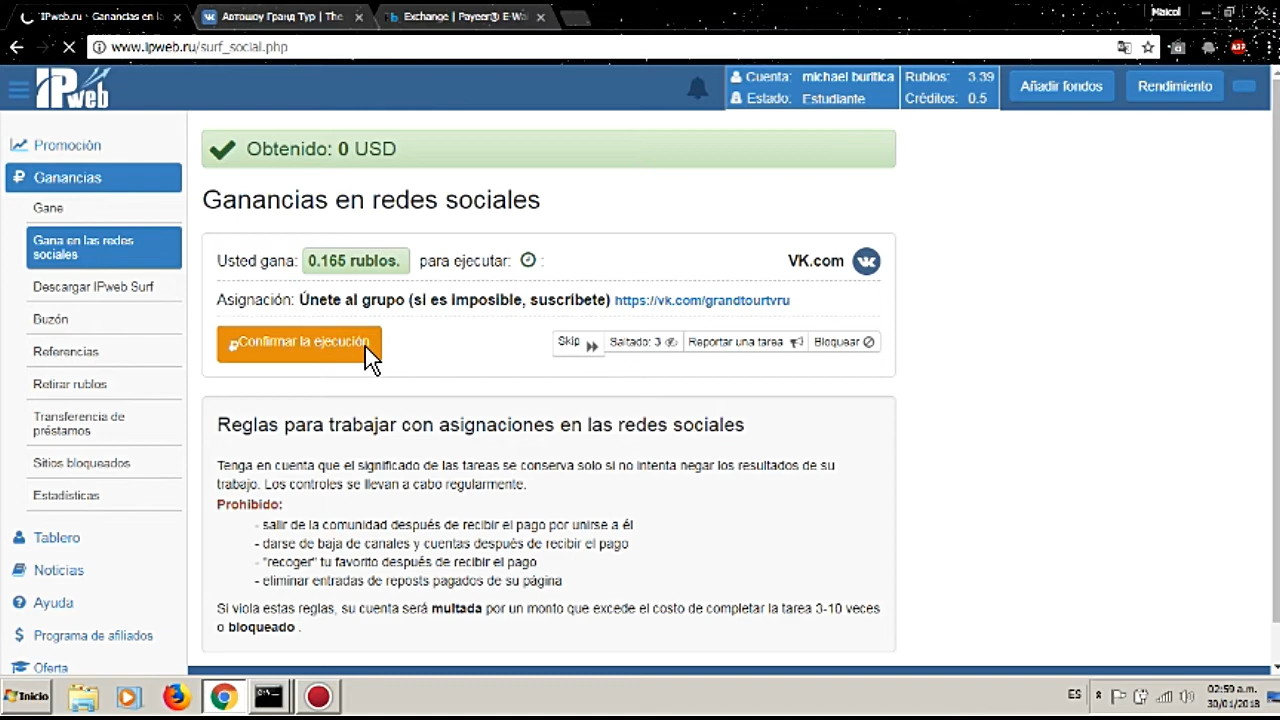 IPweb.ru - Ganancias en la
Автошоу Гранд Тур | The
Exchange | Payeer® E-Wa
Maicol
www.ipweb.ru/surf_social.php
ABP
IPweb
Cuenta: michael buritica
Estado: Estudiante
Rublos: 3.39
Créditos: 0.5
Añadir fondos
Rendimiento
Promoción
Ganancias
Gane
Gana en las redes
sociales
Descargar IPweb Surf
Buzón
Referencias
Retirar rublos
Transferencia de
préstamos
Sitios bloqueados
Estadísticas
Tablero
Noticias
Ayuda
Programa de afiliados
Oferta
Obtenido: 0 USD
Ganancias en redes sociales
Usted gana: 0.165 rublos. para ejecutar: :
VK.com
Asignación: Únete al grupo (si es imposible, suscríbete) https://vk.com/grandtourtvru
Confirmar la ejecución
Skip
Saltado: 3
Reportar una tarea
Bloquear
Reglas para trabajar con asignaciones en las redes sociales
Tenga en cuenta que el significado de las tareas se conserva solo si no intenta negar los resultados de su
trabajo. Los controles se llevan a cabo regularmente.
Prohibido:
- salir de la comunidad después de recibir el pago por unirse a él
- darse de baja de canales y cuentas después de recibir el pago
- "recoger" tu favorito después de recibir el pago
- eliminar entradas de reposts pagados de su página
Si viola estas reglas, su cuenta será multada por un monto que excede el costo de completar la tarea 3-10 veces
o bloqueado .
Inicio
ES
02:59 a.m.
30/01/2018